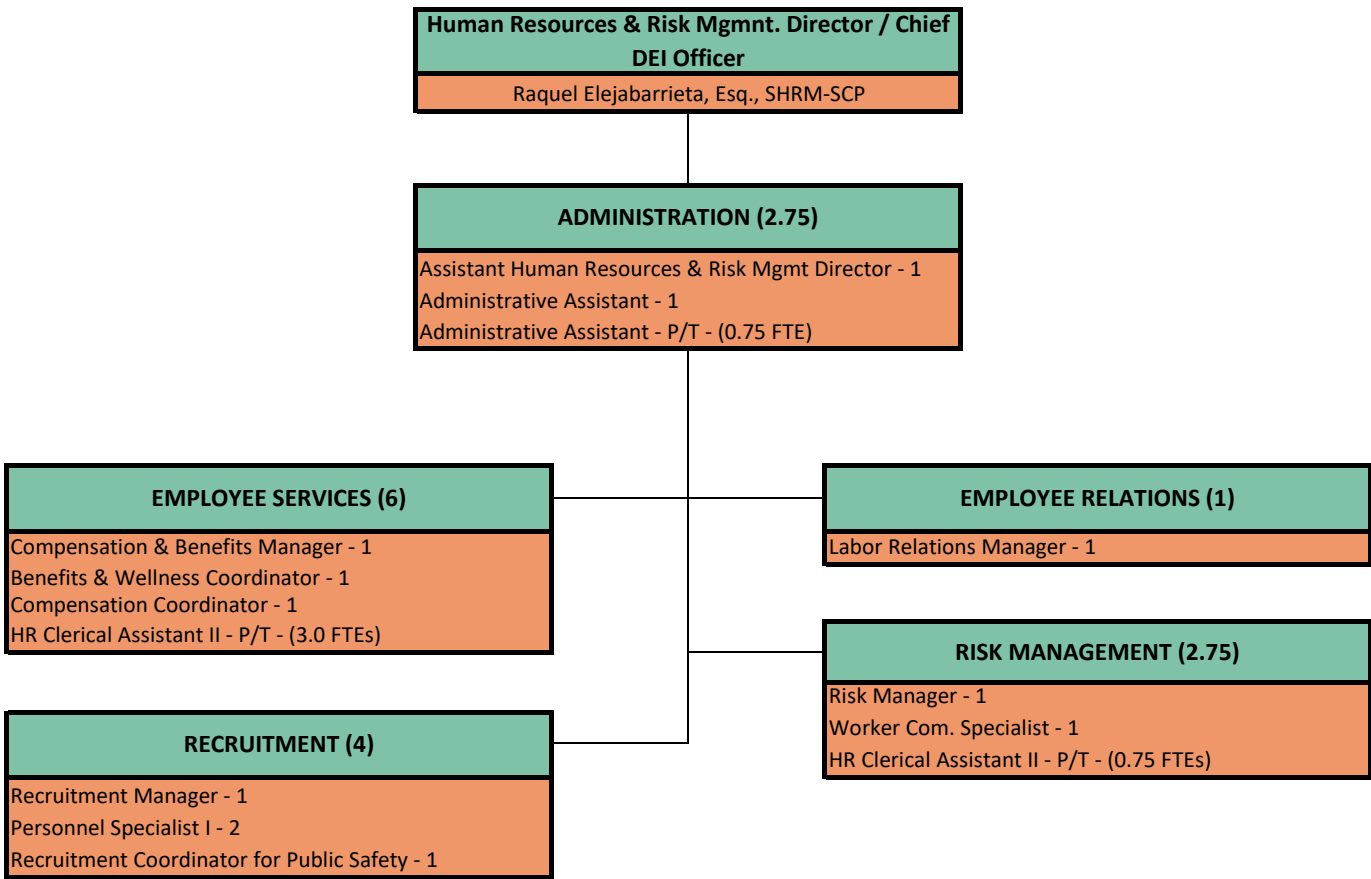 Human Resources & Risk Mgmnt. Director / Chief
DEI Officer
Raquel Elejabarrieta, Esq., SHRM-SCP
ADMINISTRATION (2.75)
Assistant Human Resources & Risk Mgmt Director - 1
Administrative Assistant - 1
Administrative Assistant - P/T - (0.75 FTE)
EMPLOYEE SERVICES (6)
Compensation & Benefits Manager - 1
Benefits & Wellness Coordinator - 1
Compensation Coordinator - 1
HR Clerical Assistant II - P/T - (3.0 FTEs)
EMPLOYEE RELATIONS (1)
Labor Relations Manager - 1
RISK MANAGEMENT (2.75)
Risk Manager - 1
Worker Com. Specialist - 1
HR Clerical Assistant II - P/T - (0.75 FTEs)
RECRUITMENT (4)
Recruitment Manager - 1
Personnel Specialist I - 2
Recruitment Coordinator for Public Safety - 1